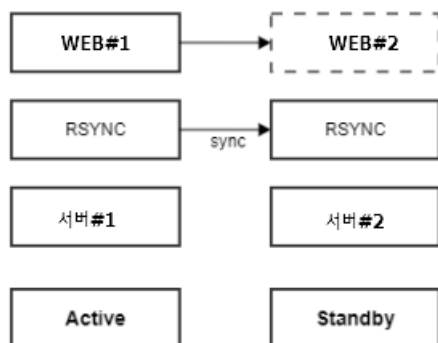 WEB#1
WEB#2
RSYNC
sync
RSYNC
서버#1
서버#2
Active
Standby